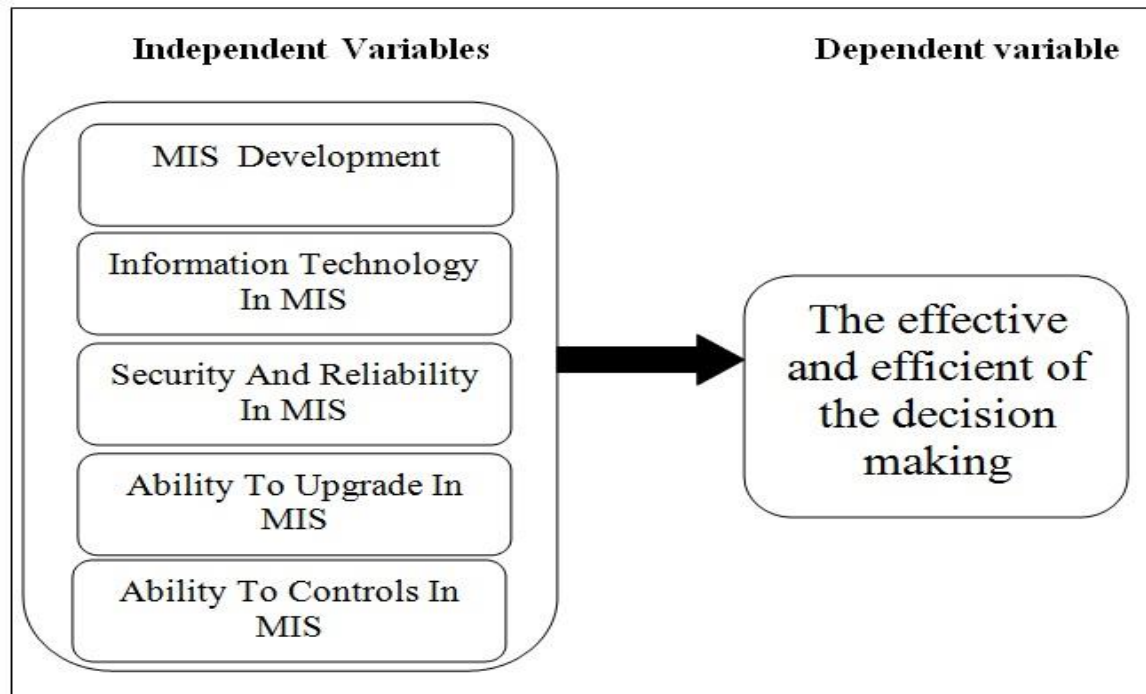 Independent Variables
Dependent variable
MIS Development
Information Technology
In MIS
Security And Reliability
In MIS
Ability To Upgrade In
MIS
Ability To Controls In
MIS
The effective
and efficient of
the decision
making